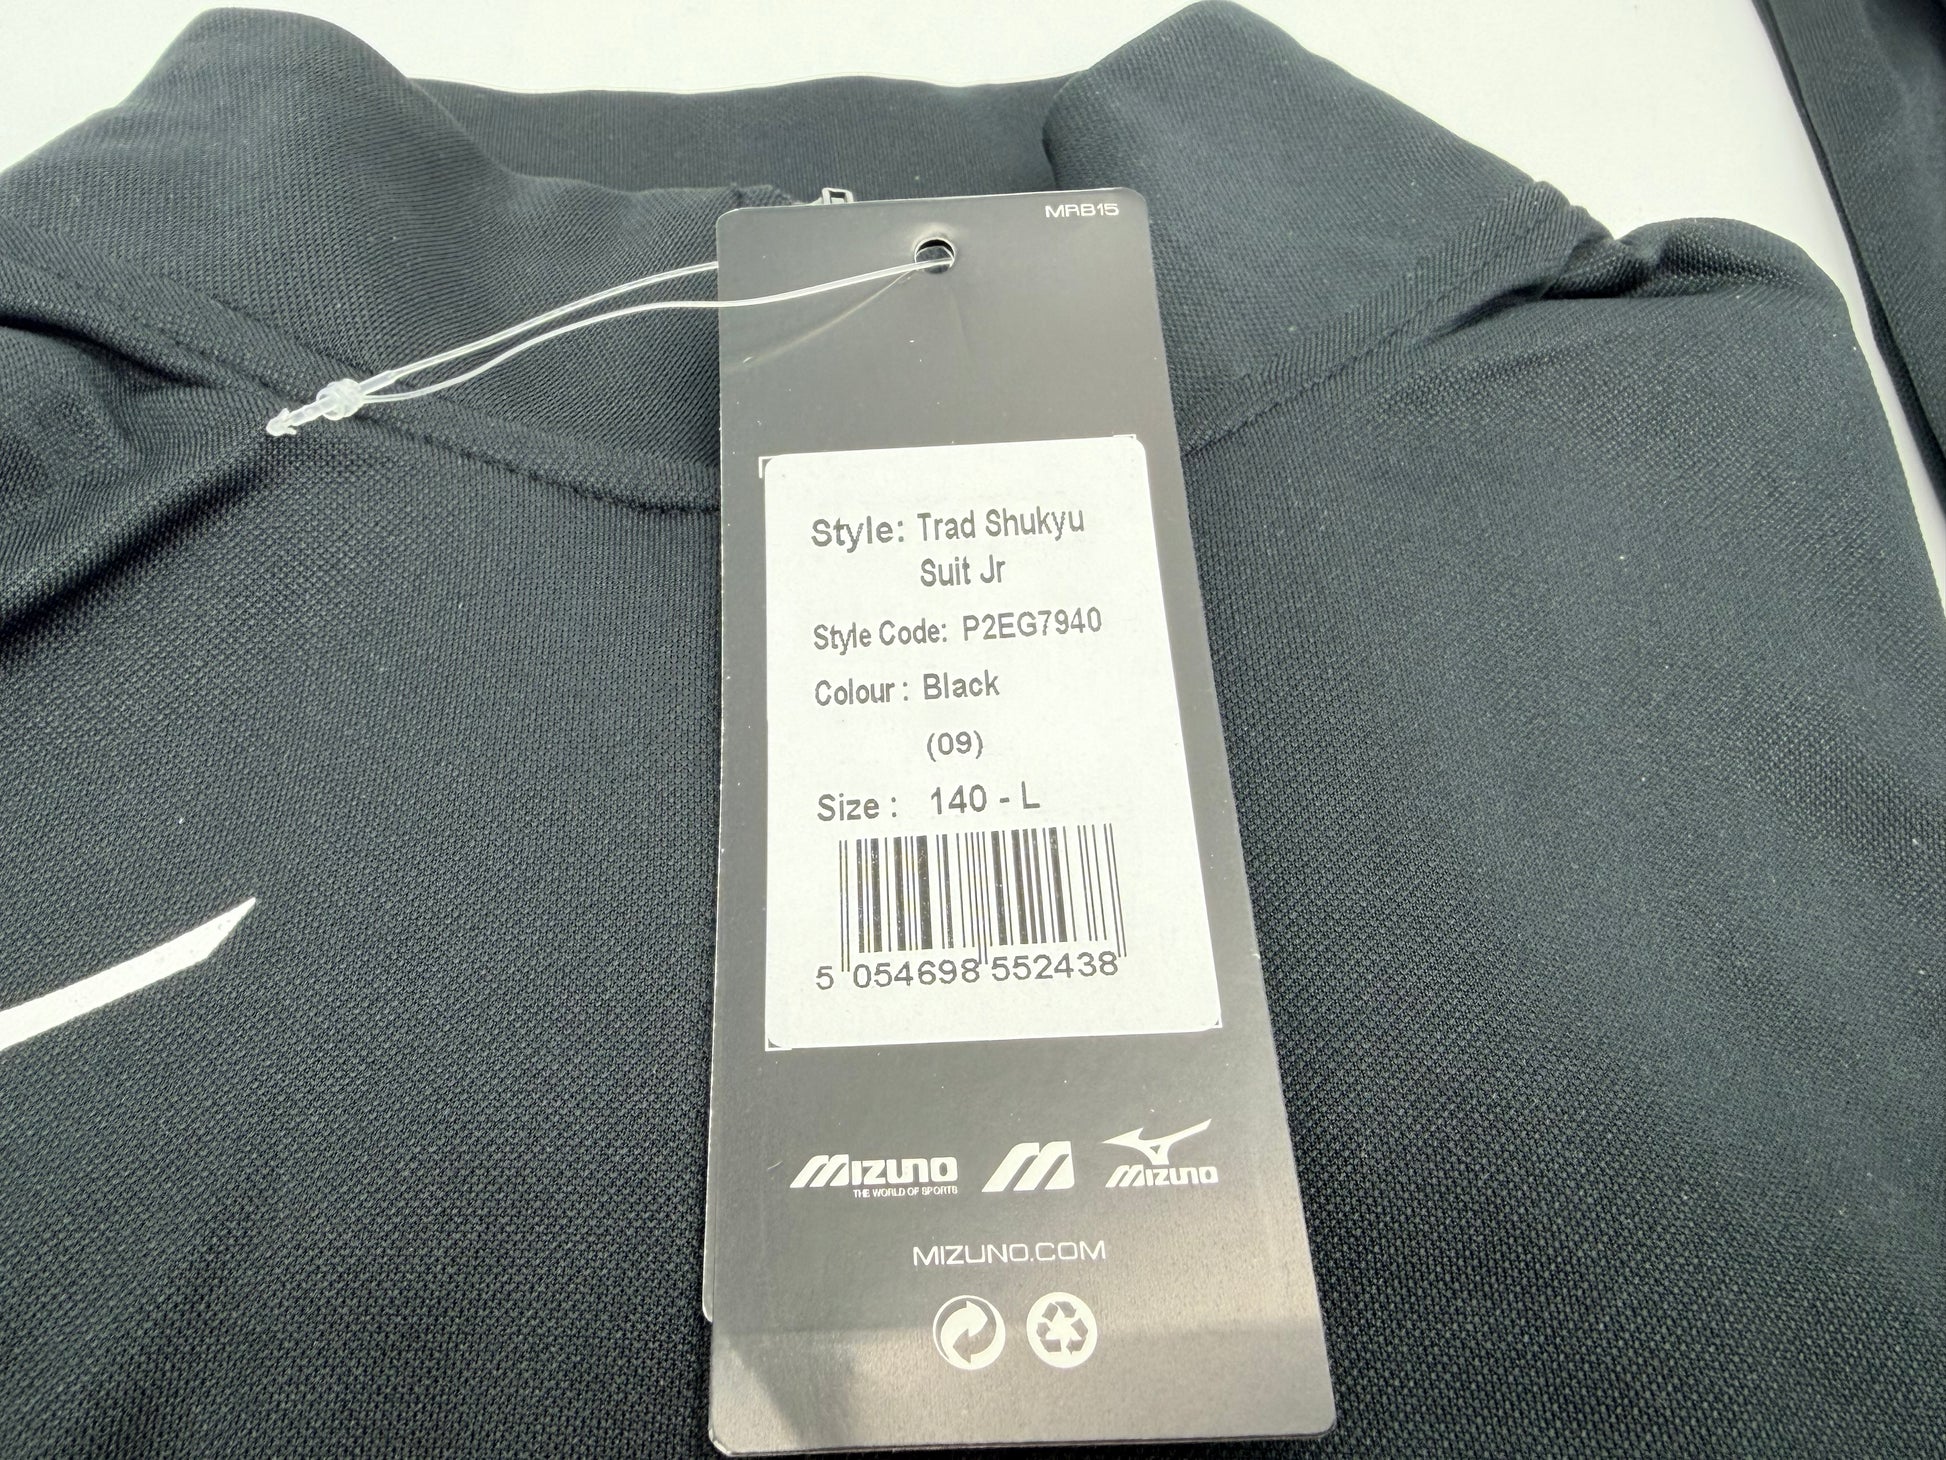 MRB15
Style: Trad Shukyu
Suit Jr
Style Code: P2EG7940
Colour : Black
(09)
Size : 140 - L
5 054698 552438
MIZUNO
THE WORLD OF SPORTS
MIZUNO
MIZUNO.COM